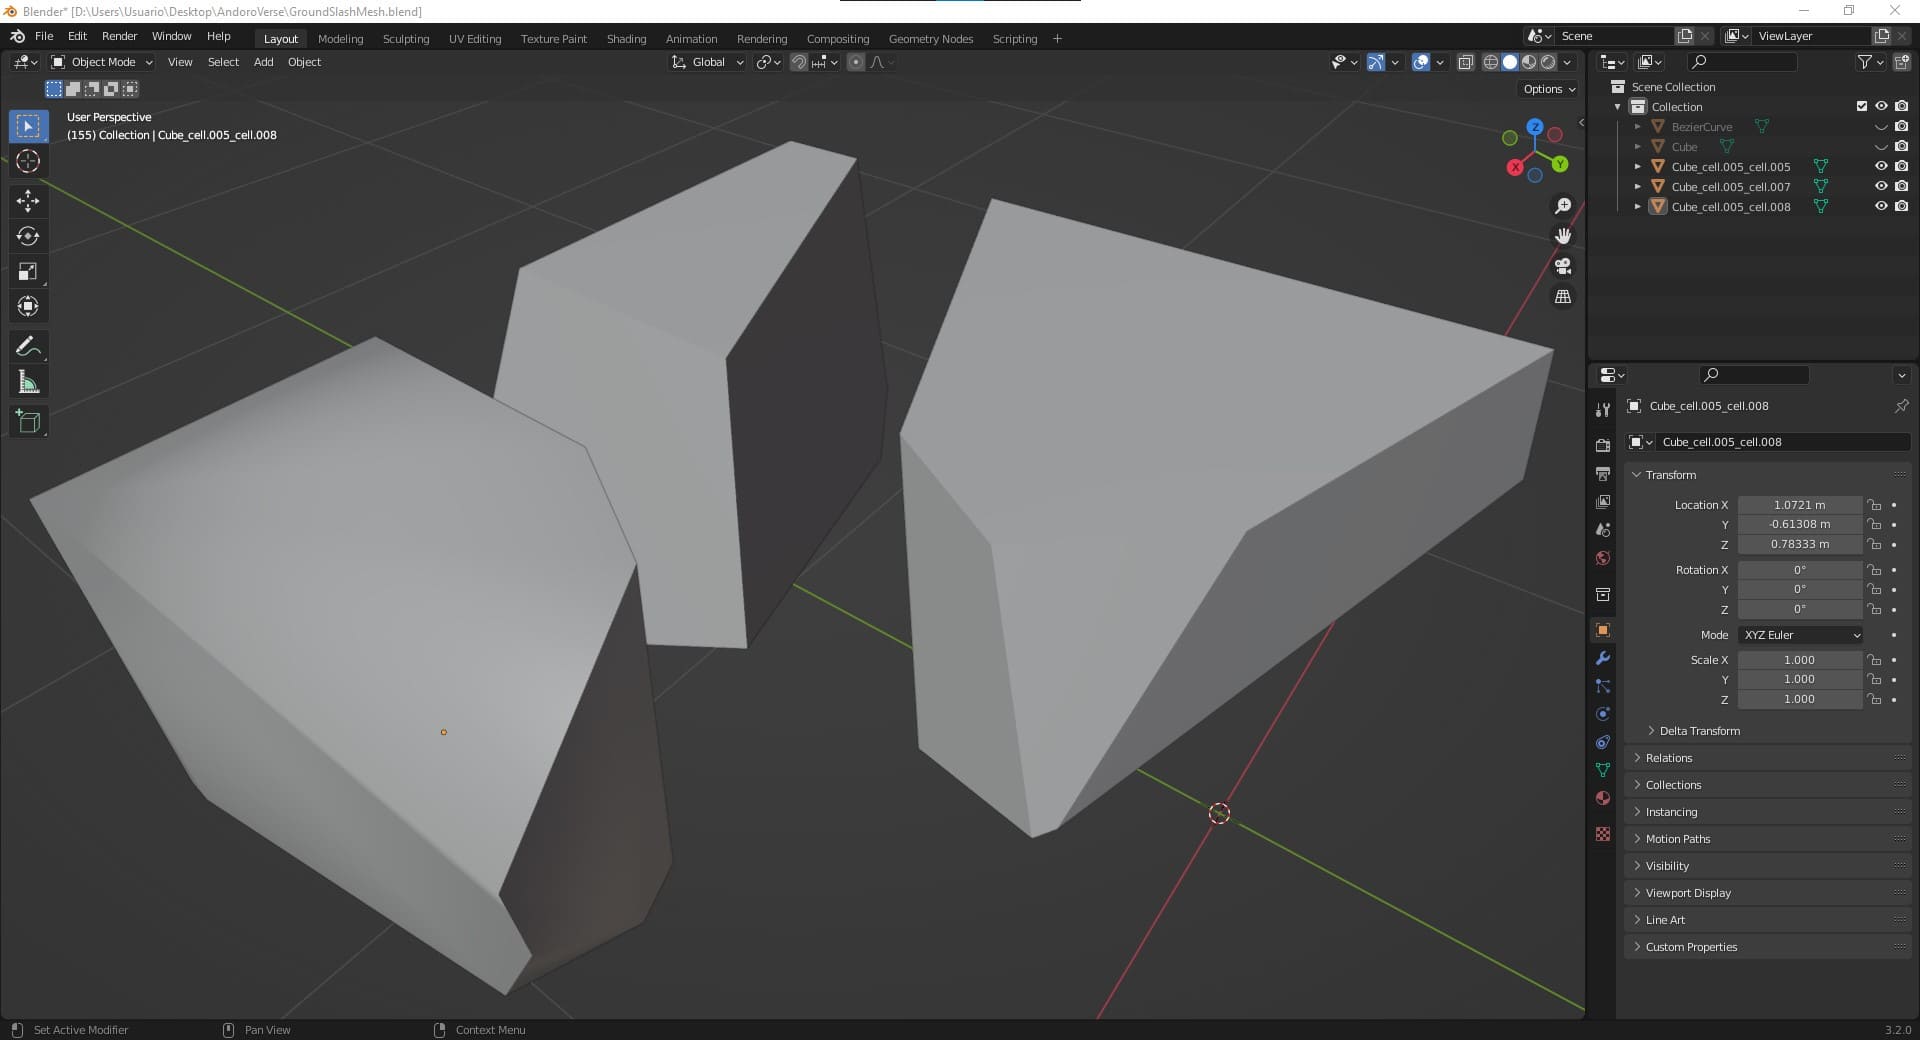 Blender* [D:\Users\Usuario\Desktop\AndoroVerse\GroundSlashMesh.blend]
File Edit Render Window Help Layout Modeling Sculpting UV Editing Texture Paint Shading Animation Rendering Compositing Geometry Nodes Scripting + Scene ViewLayer
Object Mode View Select Add Object Global
Options
User Perspective
(155) Collection | Cube_cell.005_cell.008
Z
X
Y
Scene Collection
Collection
BezierCurve
Cube
Cube_cell.005_cell.005
Cube_cell.005_cell.007
Cube_cell.005_cell.008
Cube_cell.005_cell.008
Cube_cell.005_cell.008
Transform
Location X 1.0721 m
Y -0.61308 m
Z 0.78333 m
Rotation X 0°
Y 0°
Z 0°
Mode XYZ Euler
Scale X 1.000
Y 1.000
Z 1.000
Delta Transform
Relations
Collections
Instancing
Motion Paths
Visibility
Viewport Display
Line Art
Custom Properties
Set Active Modifier Pan View Context Menu 3.2.0